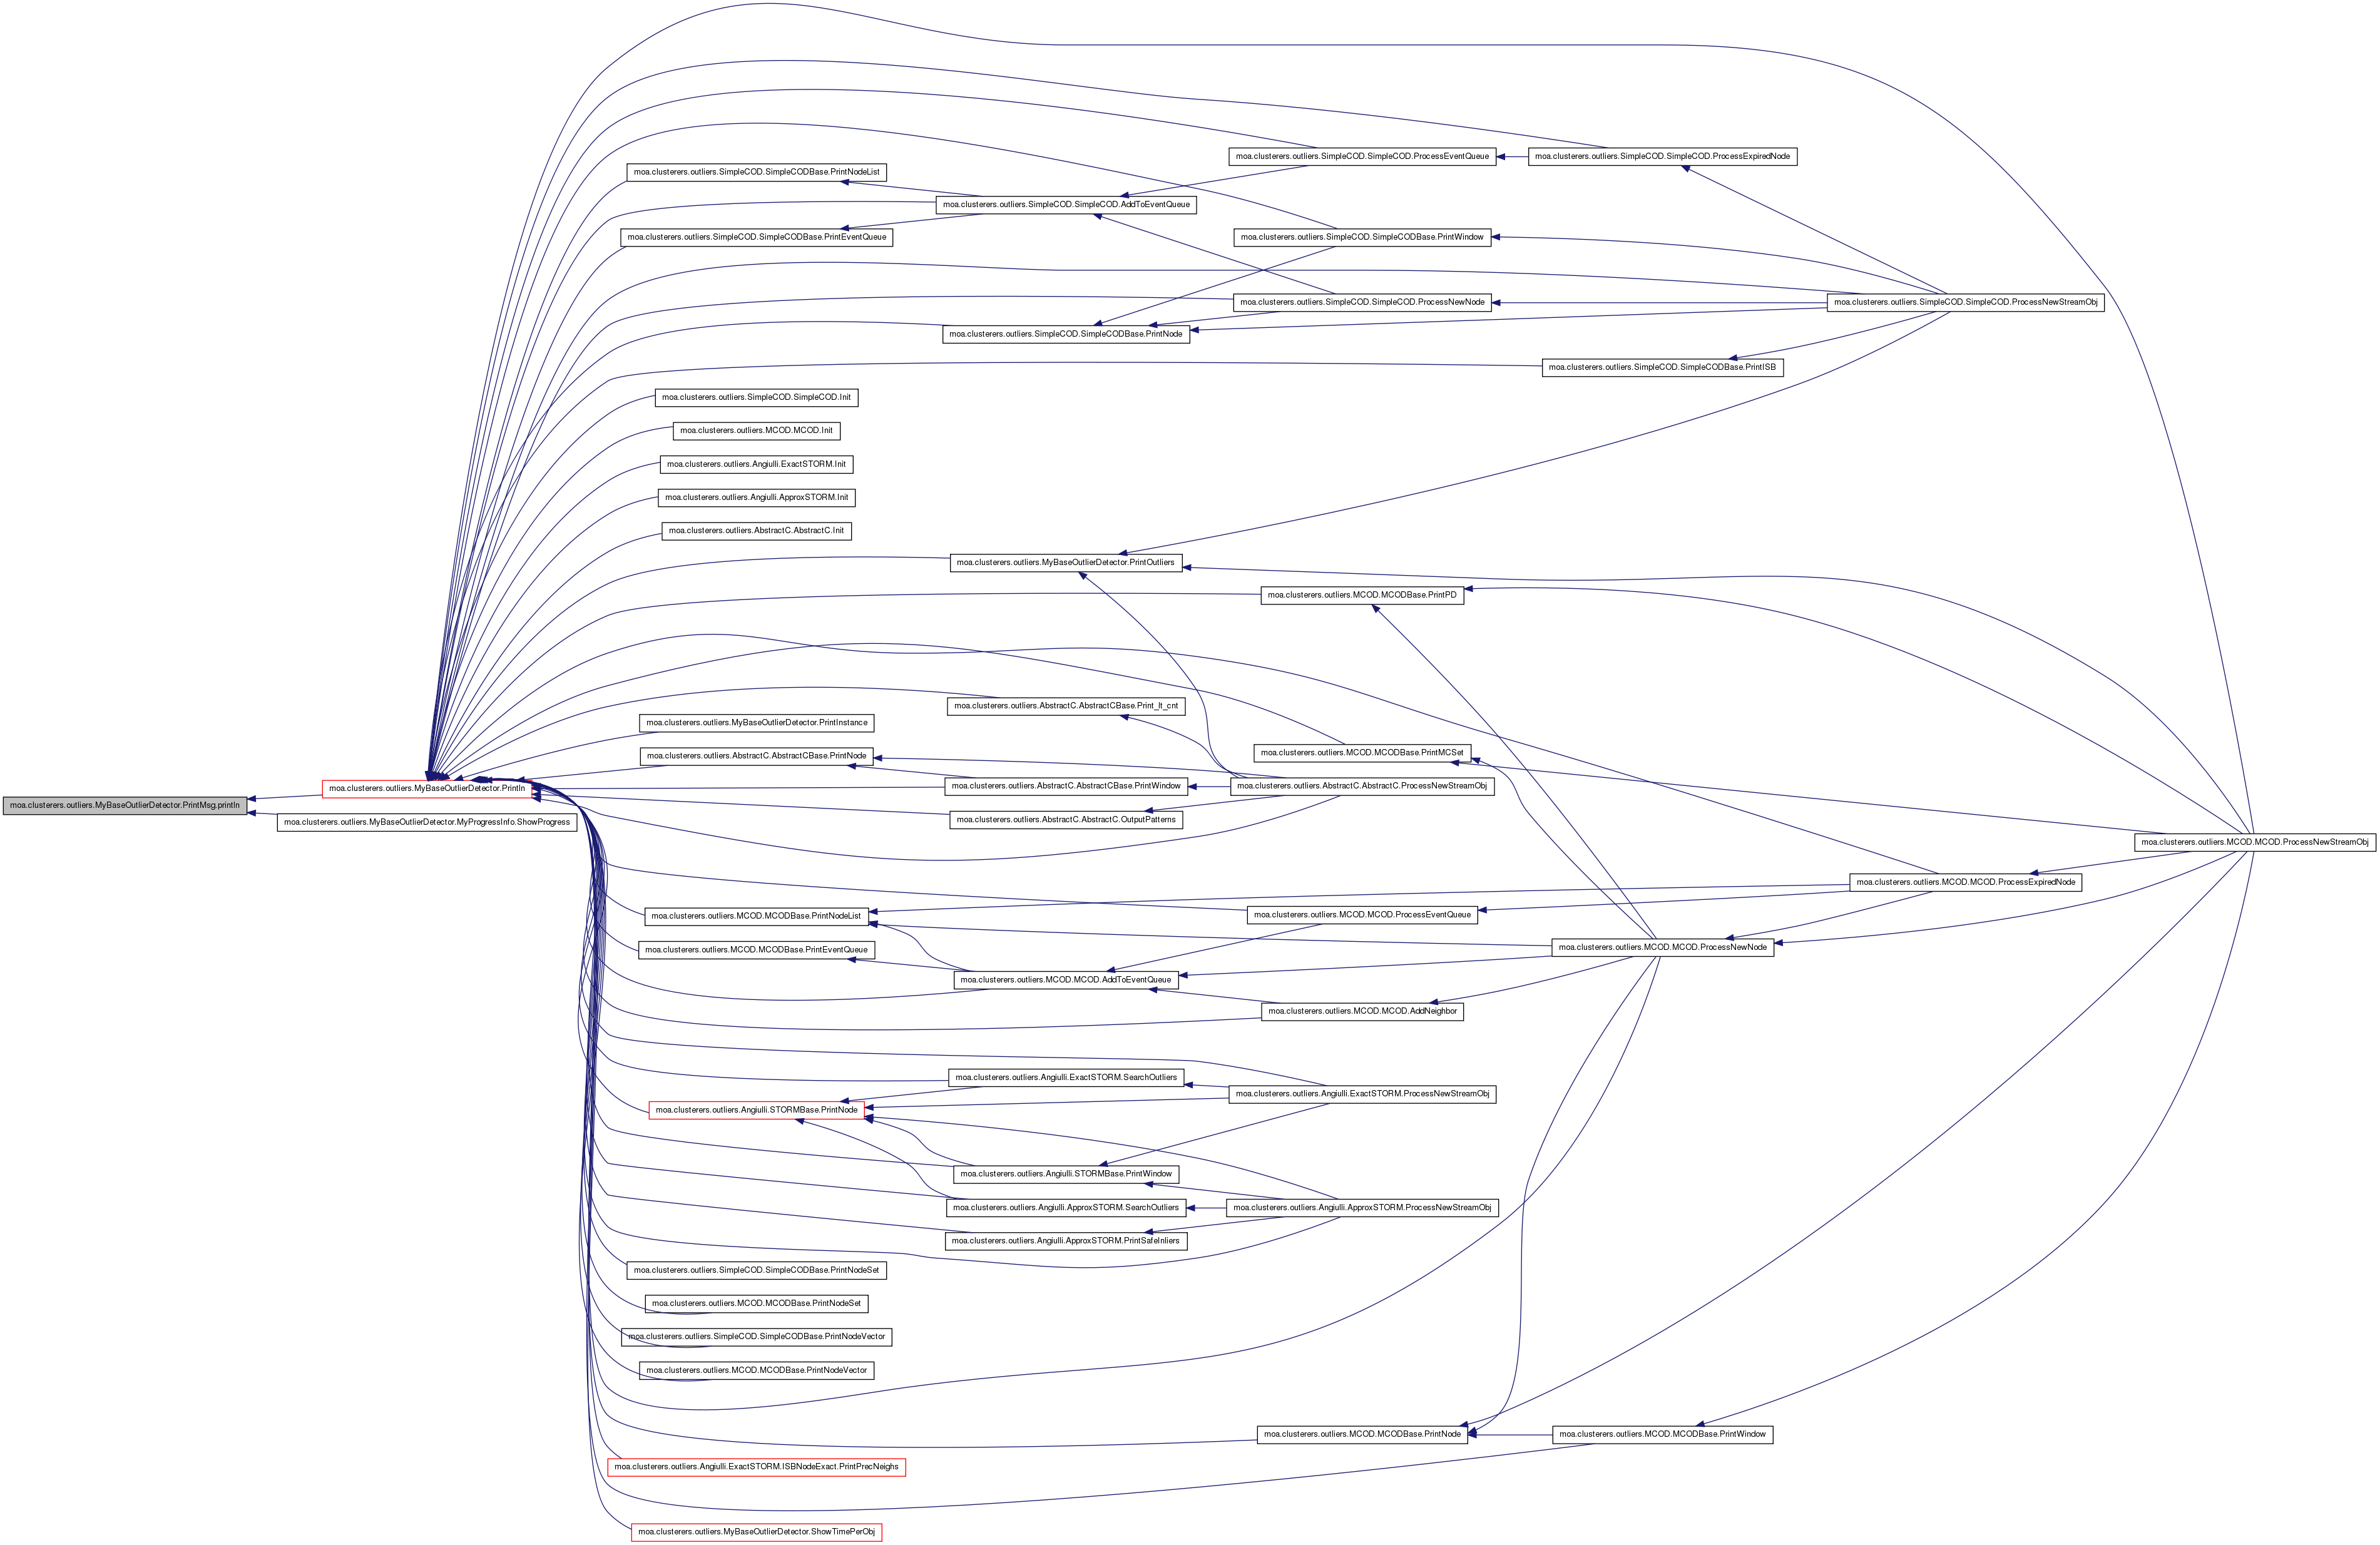 moa.clusterers.outliers.SimpleCOD.SimpleCOD.ProcessEventQueue
moa.clusterers.outliers.SimpleCOD.SimpleCOD.ProcessExpiredNode
moa.clusterers.outliers.SimpleCOD.SimpleCODBase.PrintNodeList
moa.clusterers.outliers.SimpleCOD.SimpleCOD.AddToEventQueue
moa.clusterers.outliers.SimpleCOD.SimpleCODBase.PrintEventQueue
moa.clusterers.outliers.SimpleCOD.SimpleCODBase.PrintWindow
moa.clusterers.outliers.SimpleCOD.SimpleCOD.ProcessNewNode
moa.clusterers.outliers.SimpleCOD.SimpleCOD.ProcessNewStreamObj
moa.clusterers.outliers.SimpleCOD.SimpleCODBase.PrintNode
moa.clusterers.outliers.SimpleCOD.SimpleCODBase.PrintISB
moa.clusterers.outliers.SimpleCOD.SimpleCOD.Init
moa.clusterers.outliers.MCOD.MCOD.Init
moa.clusterers.outliers.Angiulli.ExactSTORM.Init
moa.clusterers.outliers.Angiulli.ApproxSTORM.Init
moa.clusterers.outliers.AbstractC.AbstractC.Init
moa.clusterers.outliers.MyBaseOutlierDetector.PrintOutliers
moa.clusterers.outliers.MCOD.MCODBase.PrintPD
moa.clusterers.outliers.AbstractC.AbstractCBase.Print_lt_cnt
moa.clusterers.outliers.MyBaseOutlierDetector.PrintInstance
moa.clusterers.outliers.AbstractC.AbstractCBase.PrintNode
moa.clusterers.outliers.MCOD.MCODBase.PrintMCSet
moa.clusterers.outliers.MyBaseOutlierDetector.Println
moa.clusterers.outliers.AbstractC.AbstractCBase.PrintWindow
moa.clusterers.outliers.AbstractC.AbstractC.ProcessNewStreamObj
moa.clusterers.outliers.MyBaseOutlierDetector.PrintMsg.println
moa.clusterers.outliers.MyBaseOutlierDetector.MyProgressInfo.ShowProgress
moa.clusterers.outliers.AbstractC.AbstractC.OutputPatterns
moa.clusterers.outliers.MCOD.MCOD.ProcessNewStreamObj
moa.clusterers.outliers.MCOD.MCOD.ProcessExpiredNode
moa.clusterers.outliers.MCOD.MCODBase.PrintNodeList
moa.clusterers.outliers.MCOD.MCOD.ProcessEventQueue
moa.clusterers.outliers.MCOD.MCODBase.PrintEventQueue
moa.clusterers.outliers.MCOD.MCOD.ProcessNewNode
moa.clusterers.outliers.MCOD.MCOD.AddToEventQueue
moa.clusterers.outliers.MCOD.MCOD.AddNeighbor
moa.clusterers.outliers.Angiulli.ExactSTORM.SearchOutliers
moa.clusterers.outliers.Angiulli.ExactSTORM.ProcessNewStreamObj
moa.clusterers.outliers.Angiulli.STORMBase.PrintNode
moa.clusterers.outliers.Angiulli.STORMBase.PrintWindow
moa.clusterers.outliers.Angiulli.ApproxSTORM.SearchOutliers
moa.clusterers.outliers.Angiulli.ApproxSTORM.ProcessNewStreamObj
moa.clusterers.outliers.Angiulli.ApproxSTORM.PrintSafeInliers
moa.clusterers.outliers.SimpleCOD.SimpleCODBase.PrintNodeSet
moa.clusterers.outliers.MCOD.MCODBase.PrintNodeSet
moa.clusterers.outliers.SimpleCOD.SimpleCODBase.PrintNodeVector
moa.clusterers.outliers.MCOD.MCODBase.PrintNodeVector
moa.clusterers.outliers.MCOD.MCODBase.PrintNode
moa.clusterers.outliers.MCOD.MCODBase.PrintWindow
moa.clusterers.outliers.Angiulli.ExactSTORM.ISBNodeExact.PrintPrecNeighs
moa.clusterers.outliers.MyBaseOutlierDetector.ShowTimePerObj